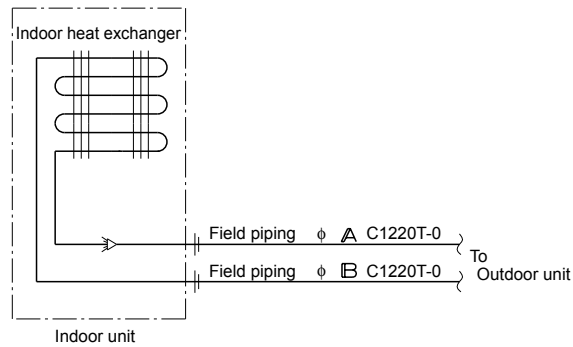 Indoor heat exchanger
Field piping ϕ A C1220T-0
To
Outdoor unit
Field piping ϕ B C1220T-0
Indoor unit